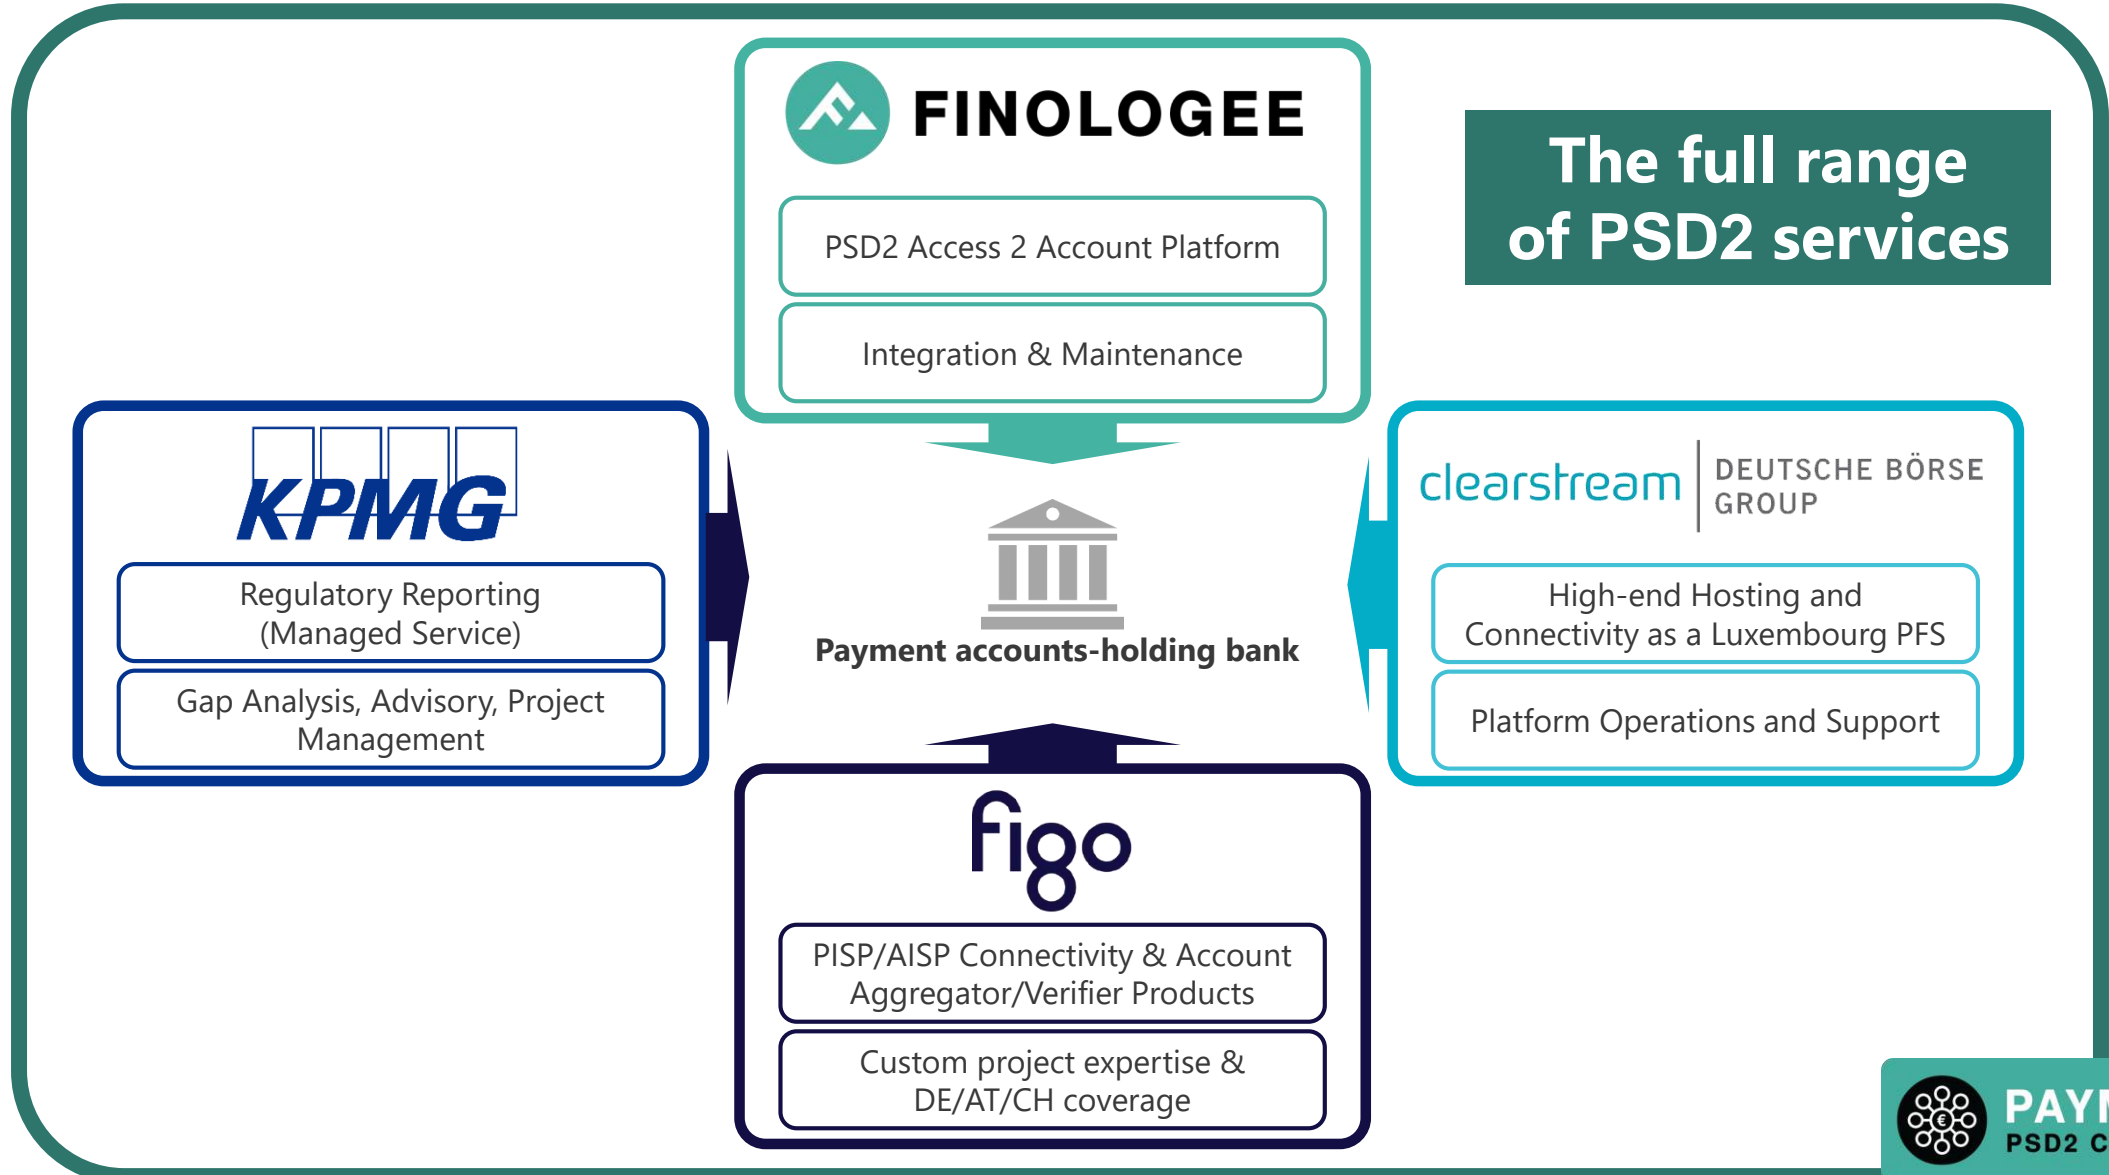 FINOLOGEE
PSD2 Access 2 Account Platform
Integration & Maintenance
The full range
of PSD2 services
KPMG
Regulatory Reporting
(Managed Service)
Gap Analysis, Advisory, Project
Management
Payment accounts-holding bank
clearstream
DEUTSCHE BÖRSE
GROUP
High-end Hosting and
Connectivity as a Luxembourg PFS
Platform Operations and Support
figo
PISP/AISP Connectivity & Account
Aggregator/Verifier Products
Custom project expertise &
DE/AT/CH coverage
PSD2